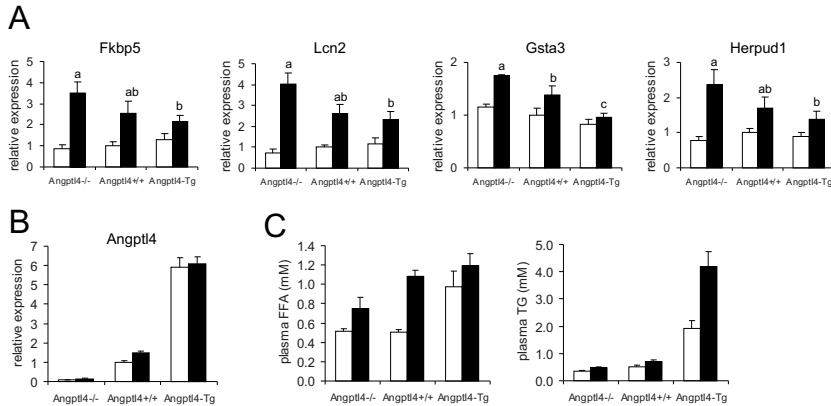 A
Fkbp5
relative expression
5
4
3
2
1
0
a
ab
b
Angptl4-/- Angptl4+/+ Angptl4-Tg
Lcn2
relative expression
5
4
3
2
1
0
a
ab
b
Angptl4-/- Angptl4+/+ Angptl4-Tg
Gsta3
relative expression
2
1
0
a
b
c
Angptl4-/- Angptl4+/+ Angptl4-Tg
Herpud1
relative expression
3
2
1
0
a
ab
b
Angptl4-/- Angptl4+/+ Angptl4-Tg
B
Angptl4
relative expression
7
6
5
4
3
2
1
0
Angptl4-/- Angptl4+/+ Angptl4-Tg
C
plasma FFA (mM)
1.4
1.2
1.0
0.8
0.6
0.4
0.2
0.0
Angptl4-/- Angptl4+/+ Angptl4-Tg
plasma TG (mM)
5.0
4.0
3.0
2.0
1.0
0.0
Angptl4-/- Angptl4+/+ Angptl4-Tg